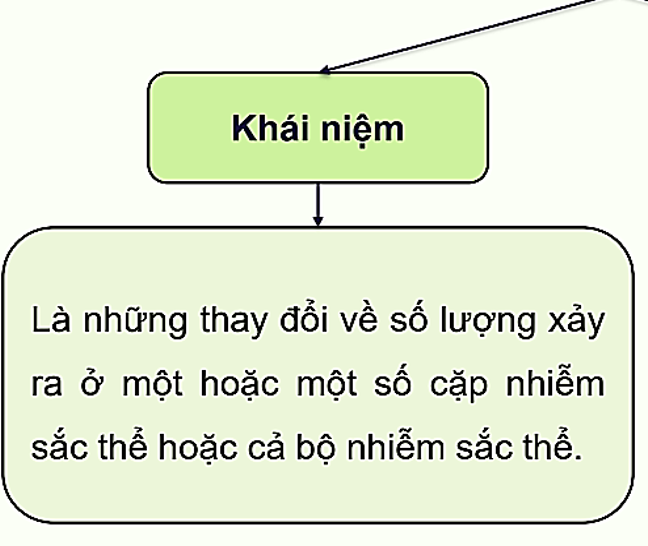 Khái niệm
Là những thay đổi về số lượng xảy
ra ở một hoặc một số cặp nhiễm
sắc thể hoặc cả bộ nhiễm sắc thể.